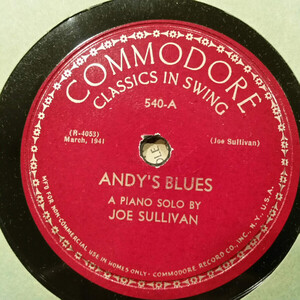 COMMODORE
CLASSICS IN SWING
540-A
(R-4053)
March, 1941
(Joe Sullivan)
ANDY'S BLUES
A PIANO SOLO BY
JOE SULLIVAN
MFD FOR NON-COMMERCIAL USE IN HOMES ONLY • COMMODORE RECORD CO., INC., N.Y., U.S.A.